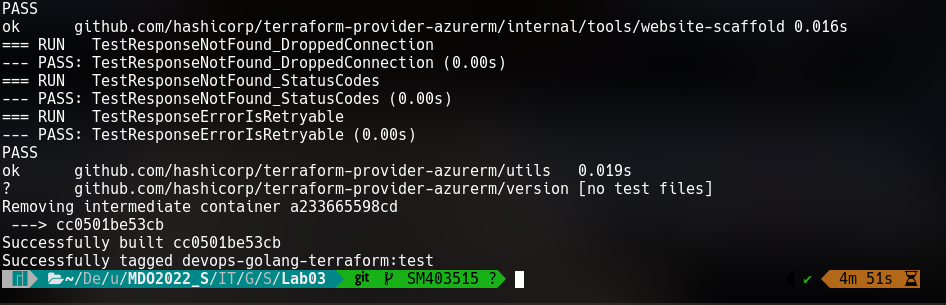 PASS
ok      github.com/hashicorp/terraform-provider-azurerm/internal/tools/website-scaffold 0.016s
=== RUN   TestResponseNotFound_DroppedConnection
--- PASS: TestResponseNotFound_DroppedConnection (0.00s)
=== RUN   TestResponseNotFound_StatusCodes
--- PASS: TestResponseNotFound_StatusCodes (0.00s)
=== RUN   TestResponseErrorIsRetryable
--- PASS: TestResponseErrorIsRetryable (0.00s)
PASS
ok      github.com/hashicorp/terraform-provider-azurerm/utils   0.019s
?       github.com/hashicorp/terraform-provider-azurerm/version [no test files]
Removing intermediate container a233665598cd
 ---> cc0501be53cb
Successfully built cc0501be53cb
Successfully tagged devops-golang-terraform:test
~/De/u/MDO2022_S/IT/G/S/Lab03 git SM403515 ? ✔ 4m 51s